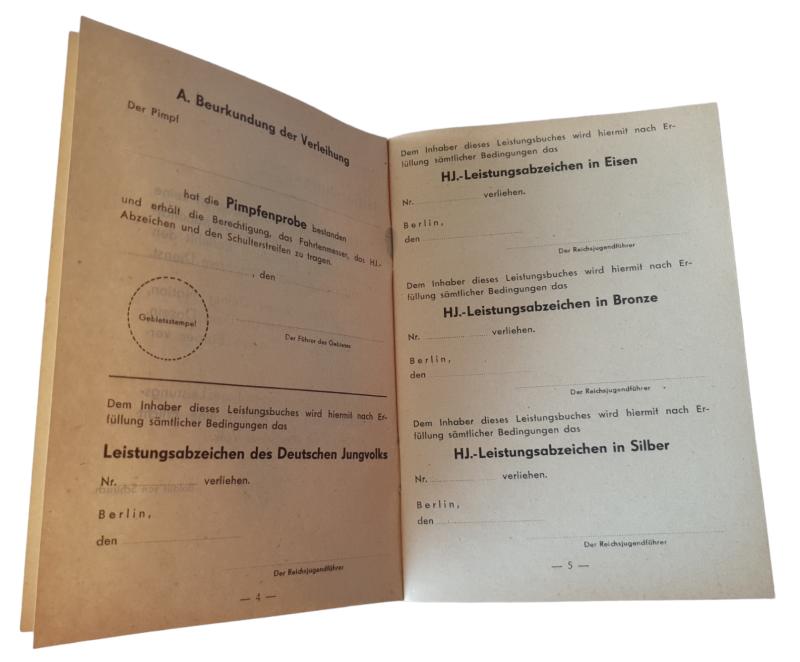 A. Beurkundung der Verleihung
Der Pimpf
hat die Pimpfenprobe bestanden
und erhält die Berechtigung, das Fahrtenmesser, das HJ.-
Abzeichen und den Schulterstreifen zu tragen.
, den
Gebietsstempel
Der Führer des Gebietes
Dem Inhaber dieses Leistungsbuches wird hiermit nach Er-
füllung sämtlicher Bedingungen das
Leistungsabzeichen des Deutschen Jungvolks
Nr. verliehen.
Berlin,
den
Der Reichsjugendführer
— 4 —
Dem Inhaber dieses Leistungsbuches wird hiermit nach Er-
füllung sämtlicher Bedingungen das
HJ.-Leistungsabzeichen in Eisen
Nr. verliehen.
Berlin,
den
Der Reichsjugendführer
Dem Inhaber dieses Leistungsbuches wird hiermit nach Er-
füllung sämtlicher Bedingungen das
HJ.-Leistungsabzeichen in Bronze
Nr. verliehen.
Berlin,
den
Der Reichsjugendführer
Dem Inhaber dieses Leistungsbuches wird hiermit nach Er-
füllung sämtlicher Bedingungen das
HJ.-Leistungsabzeichen in Silber
Nr. verliehen.
Berlin,
den
Der Reichsjugendführer
— 5 —